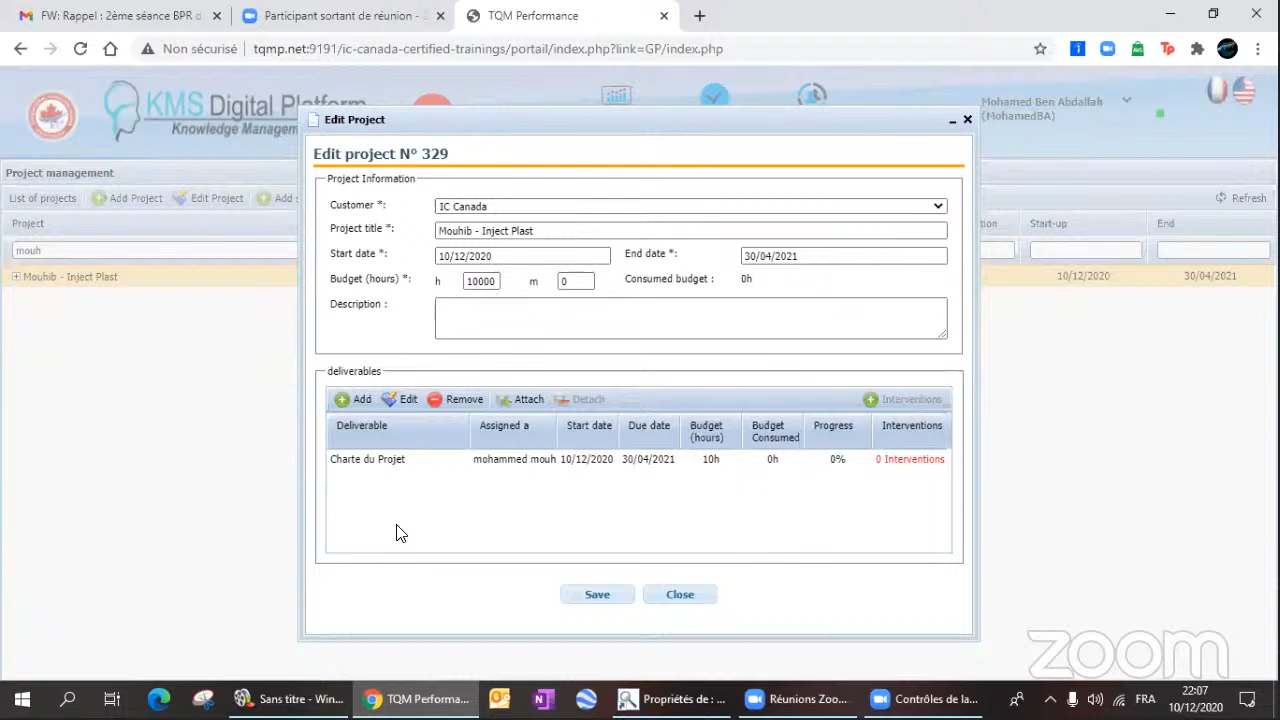 FW: Rappel : 2ème séance BPR d
Participant sortant de réunion -
TQM Performance
Non sécurisé
tqmp.net:9191/ic-canada-certified-trainings/portal/index.php?link=GP/index.php
KMS Digital Platform
Knowledge Manage
Mohamed Ben Abdallah
(MohamedBA)
Project management
List of projects
Add Project
Edit Project
Add
Refresh
Project
Start-up
End
mouh
Mouhib - Inject Plast
10/12/2020
30/04/2021
Edit Project
Edit project N° 329
Project Information
Customer *:
IC Canada
Project title *:
Mouhib - Inject Plast
Start date *:
10/12/2020
End date *:
30/04/2021
Budget (hours) *:
h
10000
m
0
Consumed budget :
0h
Description :
deliverables
Add
Edit
Remove
Attach
Detach
Interventions
Deliverable
Assigned a
Start date
Due date
Budget (hours)
Budget Consumed
Progress
Interventions
Charte du Projet
mohammed mouh
10/12/2020
30/04/2021
10h
0h
0%
0 Interventions
Save
Close
zoom
Sans titre - Win...
TQM Performa...
Propriétés de : ...
Réunions Zoo...
Contrôles de la...
FRA
22:07
10/12/2020